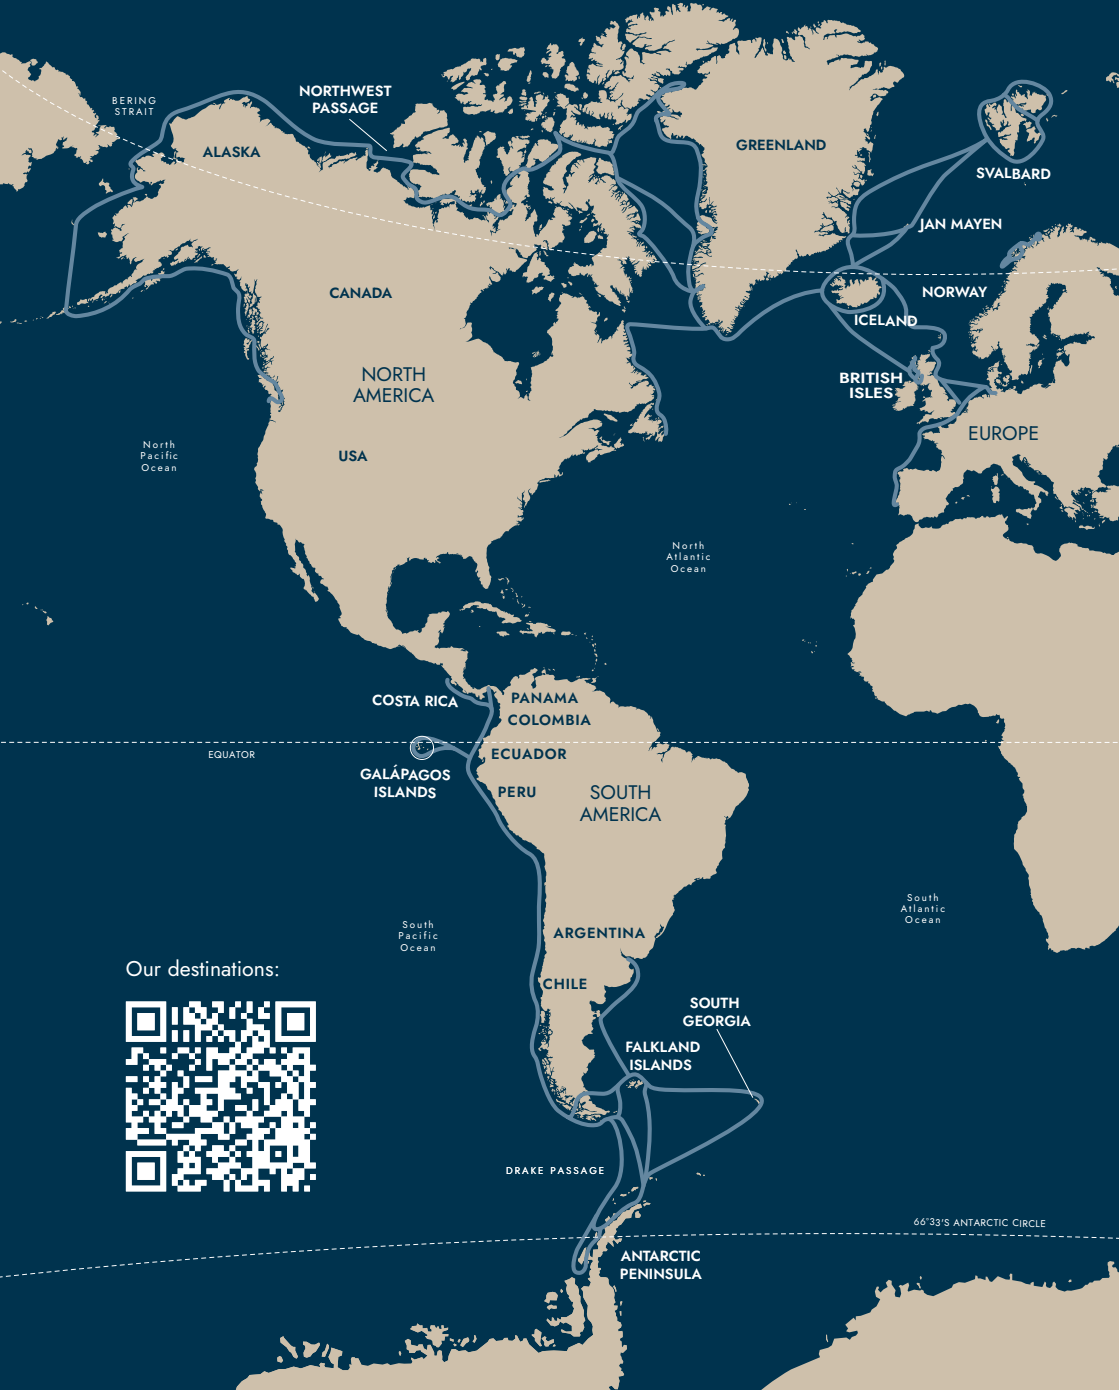 BERING
STRAIT
NORTHWEST
PASSAGE
ALASKA
GREENLAND
SVALBARD
JAN MAYEN
CANADA
NORWAY
ICELAND
NORTH
AMERICA
BRITISH
ISLES
EUROPE
North
Pacific
Ocean
USA
North
Atlantic
Ocean
COSTA RICA
PANAMA
COLOMBIA
EQUATOR
ECUADOR
GALÁPAGOS
ISLANDS
PERU
SOUTH
AMERICA
South
Pacific
Ocean
South
Atlantic
Ocean
ARGENTINA
CHILE
Our destinations:
SOUTH
GEORGIA
FALKLAND
ISLANDS
DRAKE PASSAGE
66°33'S ANTARCTIC CIRCLE
ANTARCTIC
PENINSULA